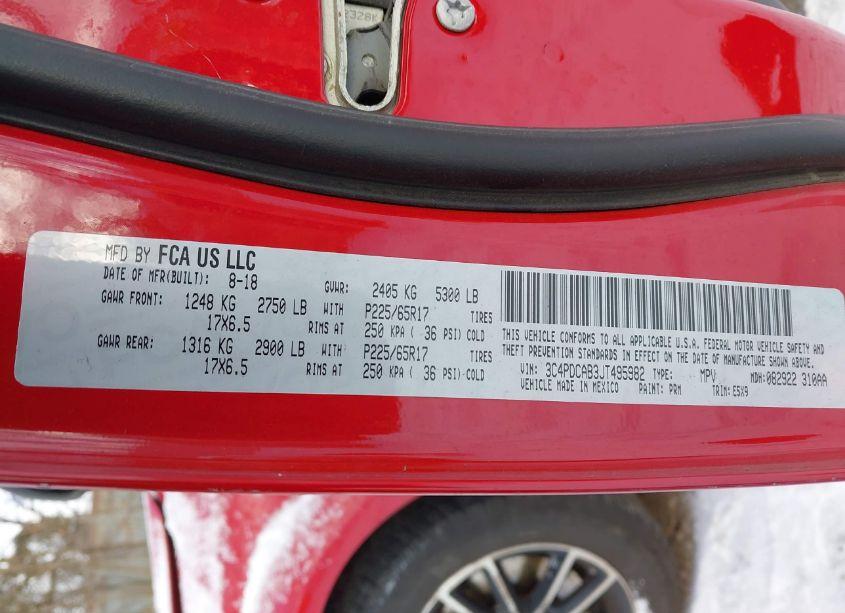 2328K
MFD BY FCA US LLC
DATE OF MFR(BUILT): 8-18 GVWR: 2405 KG 5300 LB
GAWR FRONT: 1248 KG 2750 LB WITH P225/65R17 TIRES
17X6.5 RIMS AT 250 KPA ( 36 PSI) COLD
GAWR REAR: 1316 KG 2900 LB WITH P225/65R17 TIRES
17X6.5 RIMS AT 250 KPA ( 36 PSI) COLD
THIS VEHICLE CONFORMS TO ALL APPLICABLE U.S.A. FEDERAL MOTOR VEHICLE SAFETY AND
THEFT PREVENTION STANDARDS IN EFFECT ON THE DATE OF MANUFACTURE SHOWN ABOVE.
VIN: 3C4PDCAB3JT495982 TYPE: MPV MDH: 082922 310AA
VEHICLE MADE IN MEXICO PAINT: PRM TRIM: E5X9